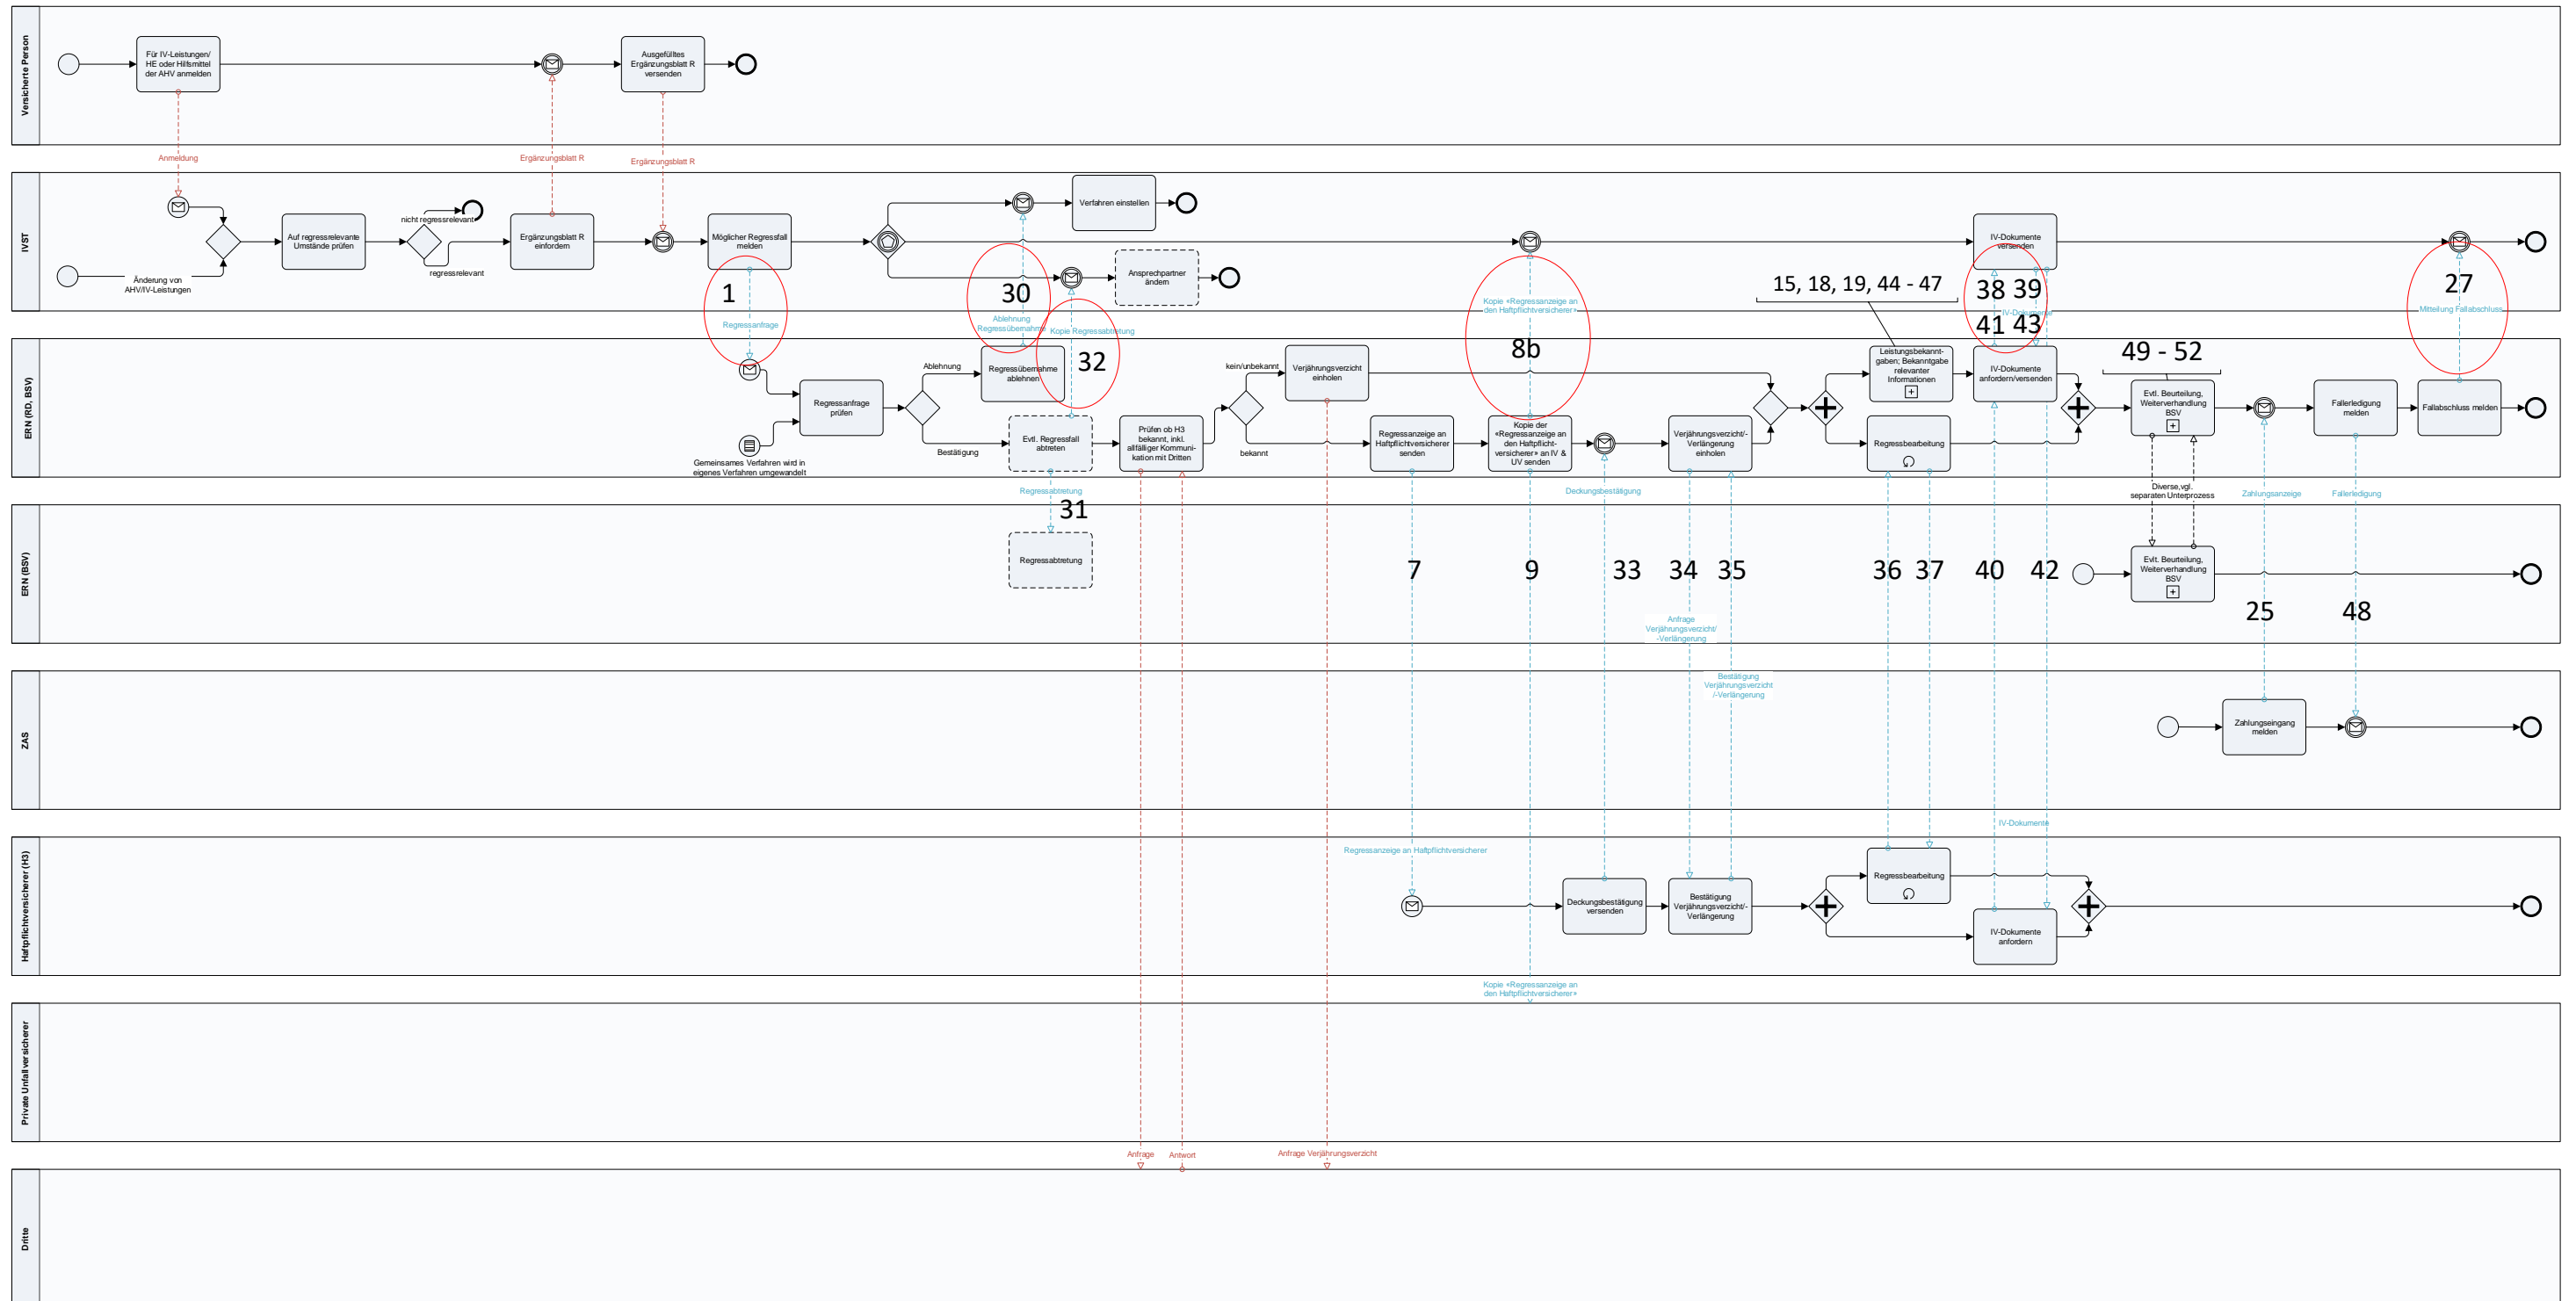 Versicherte Person
Für IV-Leistungen/
HE oder Hilfsmittel
der AHV anmelden
Ausgefülltes
Ergänzungsblatt R
versenden
Anmeldung
Ergänzungsblatt R
Ergänzungsblatt R
IVST
Änderung von
AHV/IV-Leistungen
Auf regressrelevante
Umstände prüfen
nicht regressrelevant
regressrelevant
Ergänzungsblatt R
einfordern
Möglicher Regressfall
melden
Verfahren einstellen
Ansprechpartner
ändern
IV-Dokumente
versenden
1
Regressanfrage
30
Ablehnung
Regressübernahme
Kopie Regressabtretung
32
Kopie «Regressanzeige an
den Haftpflichtversicherer»
8b
15, 18, 19, 44 - 47
38 39
IV-Dokumente
41 43
27
Mitteilung Fallabschluss
ERN (RD, BSV)
Gemeinsames Verfahren wird in
eigenes Verfahren umgewandelt
Regressanfrage
prüfen
Ablehnung
Bestätigung
Regressübernahme
ablehnen
Evtl. Regressfall
abtreten
Prüfen ob H3
bekannt, inkl.
allfälliger Kommuni-
kation mit Dritten
kein/unbekannt
bekannt
Verjährungsverzicht
einholen
Regressanzeige an
Haftpflichtversicherer
senden
Kopie der
«Regressanzeige an
den Haftpflicht-
versicherer» an IV &
UV senden
Verjährungsverzicht/-
Verlängerung
einholen
Leistungsbekannt-
gaben; Bekanntgabe
relevanter
Informationen
Regressbearbeitung
IV-Dokumente
anfordern/versenden
49 - 52
Evtl. Beurteilung,
Weiterverhandlung
BSV
Fallerledigung
melden
Fallabschluss melden
Regressabtretung
31
Deckungsbestätigung
Diverse, vgl.
separaten Unterprozess
Zahlungsanzeige
Fallerledigung
ERN (BSV)
Regressabtretung
7
9
33
34
35
36
37
40
42
Evlt. Beurteilung,
Weiterverhandlung
BSV
25
48
Anfrage
Verjährungsverzicht/
-Verlängerung
Bestätigung
Verjährungsverzicht
/-Verlängerung
ZAS
Zahlungseingang
melden
IV-Dokumente
Haftpflichtversicherer (H3)
Regressanzeige an Haftpflichtversicherer
Deckungsbestätigung
versenden
Bestätigung
Verjährungsverzicht/-
Verlängerung
Regressbearbeitung
IV-Dokumente
anfordern
Kopie «Regressanzeige an
den Haftpflichtversicherer»
Private Unfallversicherer
Anfrage
Antwort
Anfrage Verjährungsverzicht
Dritte